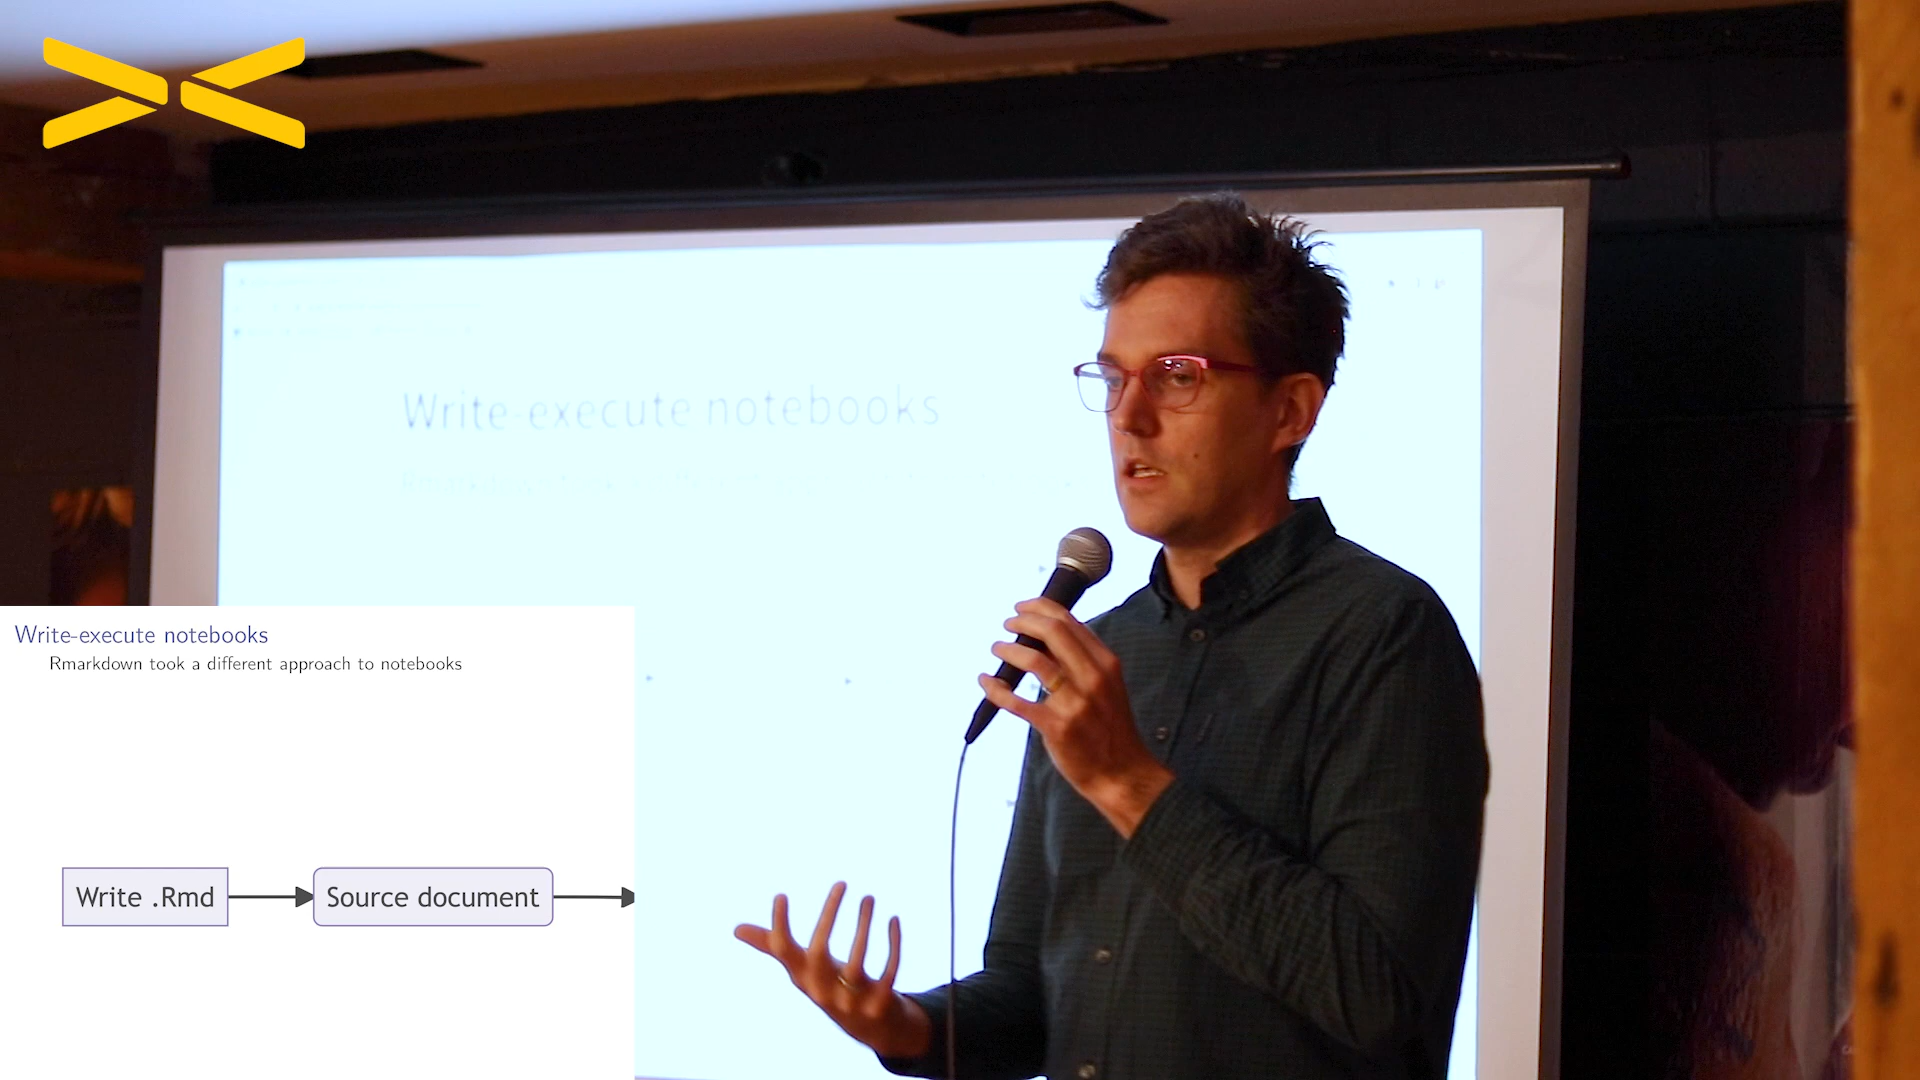 Write-execute notebooks
Write-execute notebooks
Rmarkdown took a different approach to notebooks
Write .Rmd
Source document